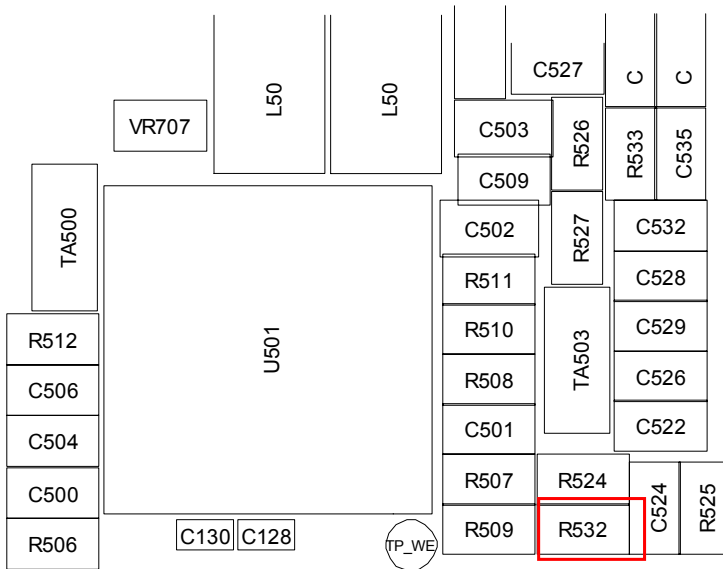 C527
C
C
L50
L50
VR707
C503
R526
R533
C535
C509
TA500
C502
R527
C532
R511
C528
R512
R510
U501
TA503
C529
C506
R508
C526
C504
C501
C522
C500
R507
R524
C524
R525
R506
C130
C128
TP_WE
R509
R532